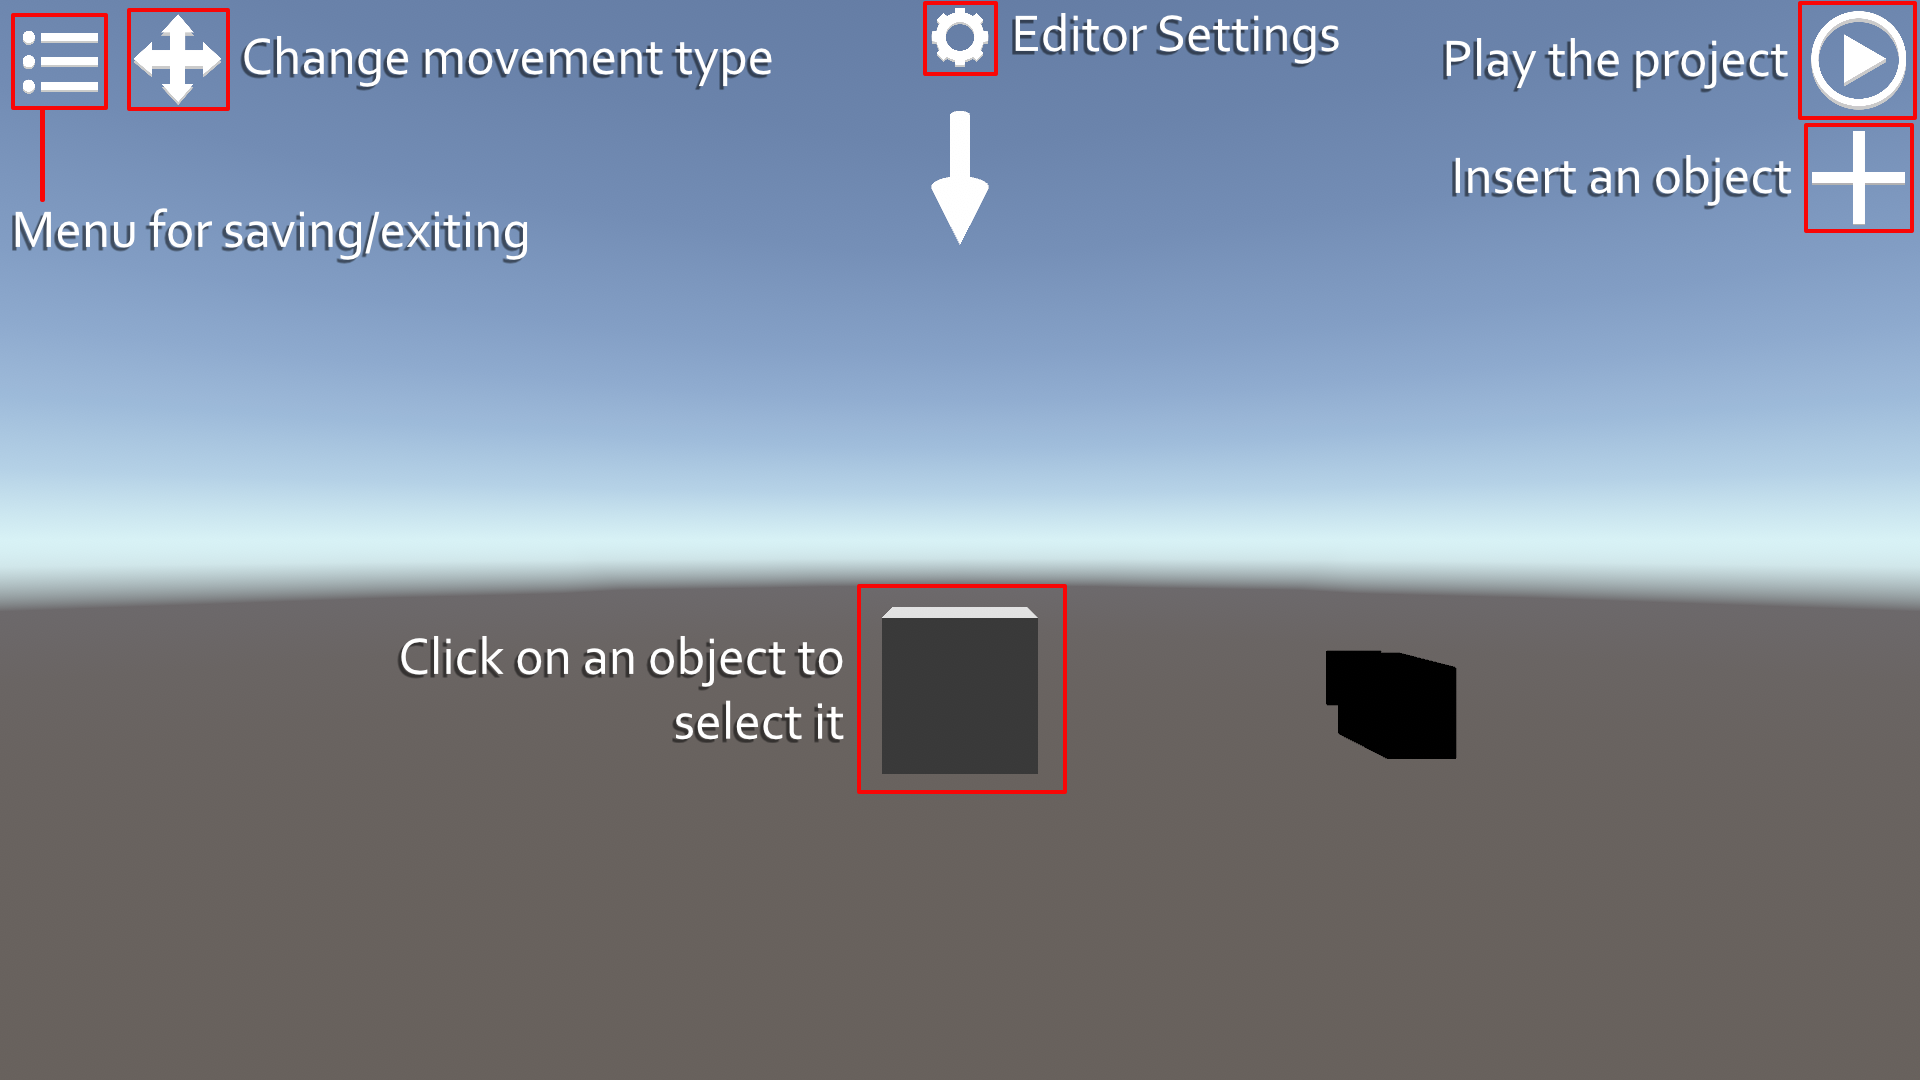 Change movement type
Editor Settings
Play the project
Insert an object
Menu for saving/exiting
Click on an object to
select it